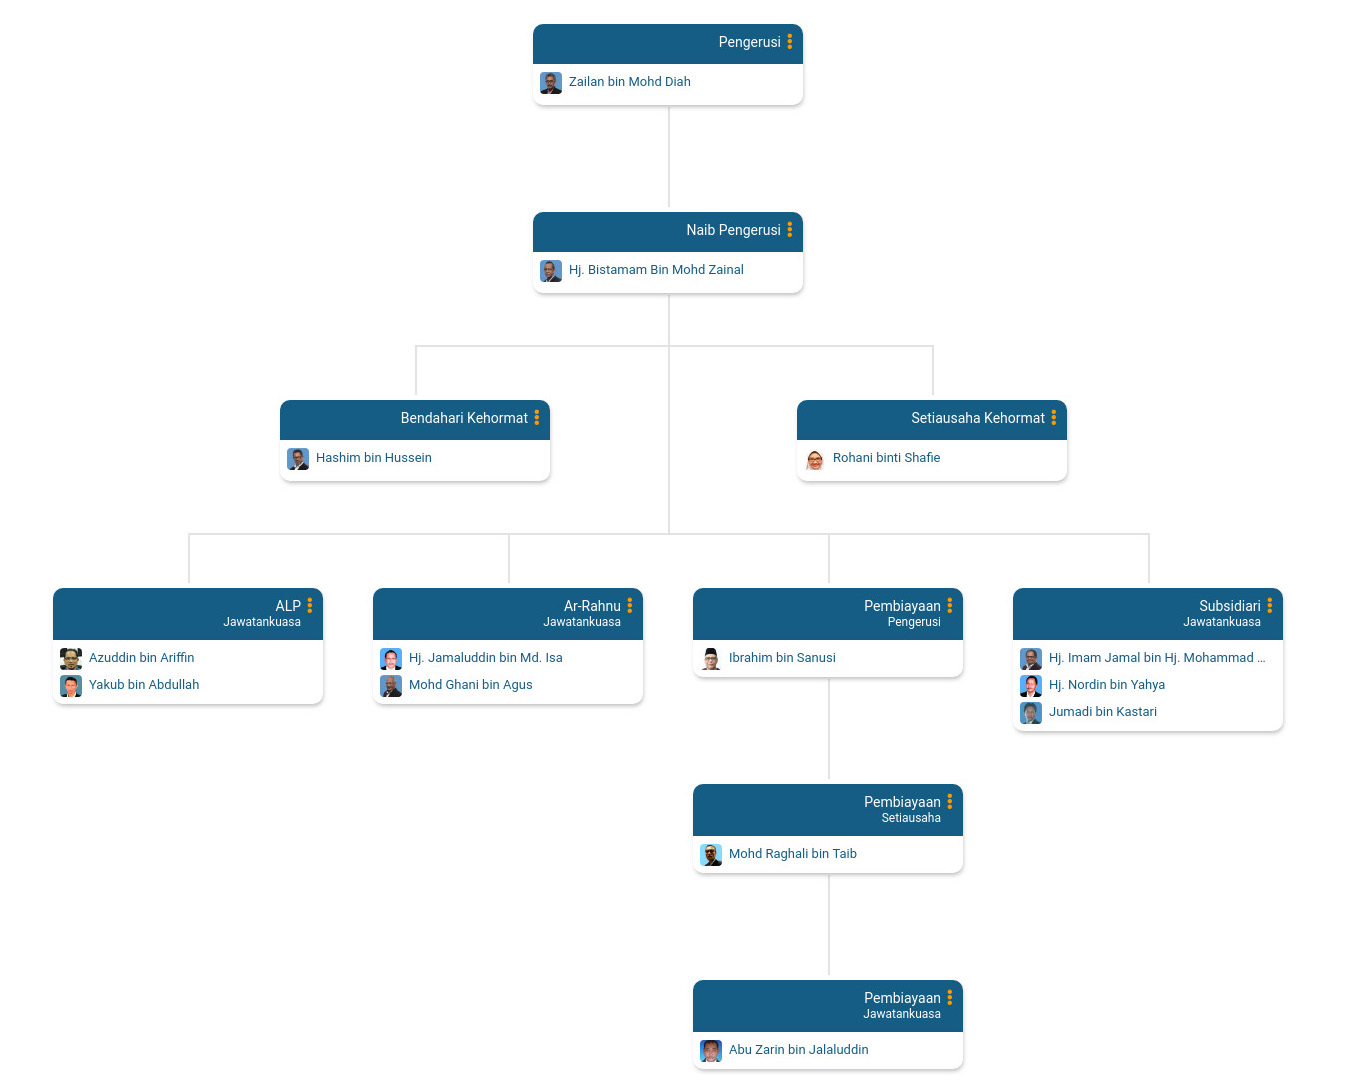 Pengerusi
Zailan bin Mohd Diah
Naib Pengerusi
Hj. Bistamam Bin Mohd Zainal
Bendahari Kehormat
Hashim bin Hussein
Setiausaha Kehormat
Rohani binti Shafie
ALP
Jawatankuasa
Azuddin bin Ariffin
Yakub bin Abdullah
Ar-Rahnu
Jawatankuasa
Hj. Jamaluddin bin Md. Isa
Mohd Ghani bin Agus
Pembiayaan
Pengerusi
Ibrahim bin Sanusi
Subsidiari
Jawatankuasa
Hj. Imam Jamal bin Hj. Mohammad ...
Hj. Nordin bin Yahya
Jumadi bin Kastari
Pembiayaan
Setiausaha
Mohd Raghali bin Taib
Pembiayaan
Jawatankuasa
Abu Zarin bin Jalaluddin